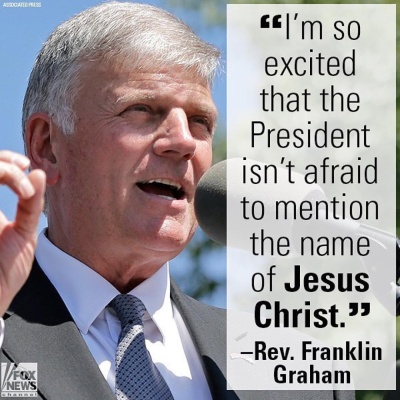 ASSOCIATED PRESS
“I’m so
excited
that the
President
isn’t afraid
to mention
the name
of Jesus
Christ.”
–Rev. Franklin
Graham
FOX
NEWS
channel